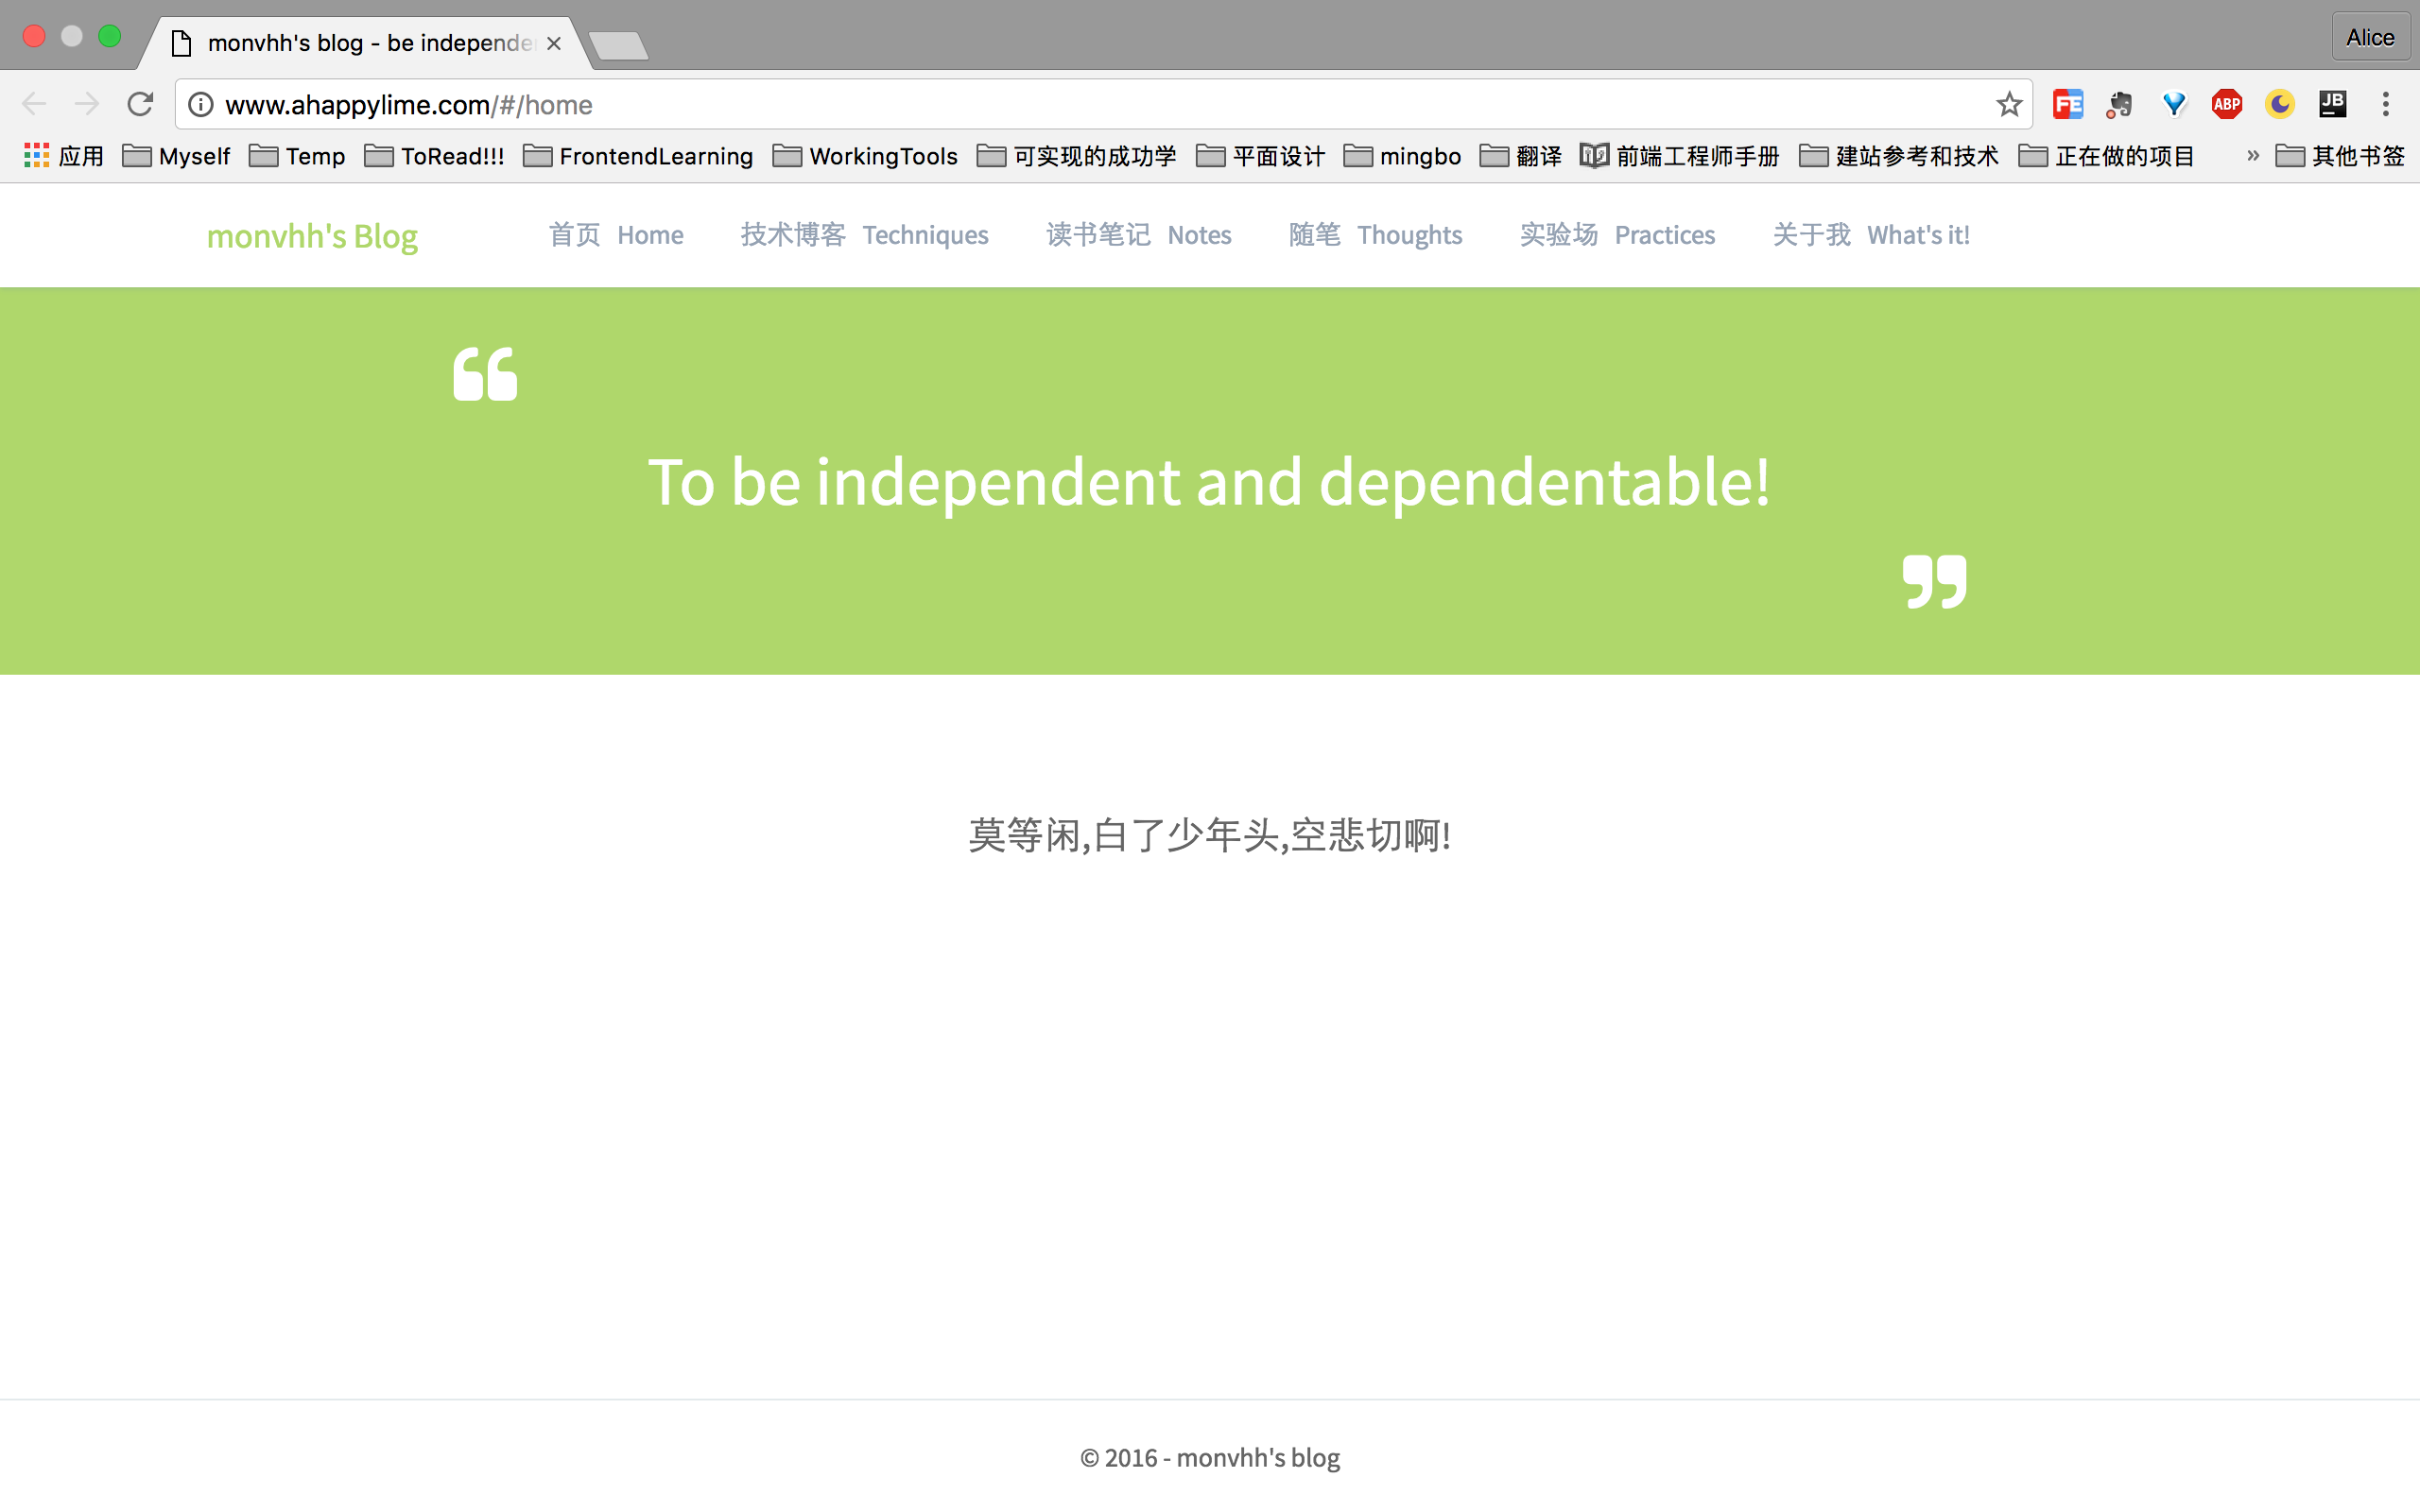 monvhh's blog - be independe
Alice
www.ahappylime.com/#/home
FE ABP JB
应用 Myself Temp ToRead!!! FrontendLearning WorkingTools 可实现的成功学 平面设计 mingbo 翻译 前端工程师手册 建站参考和技术 正在做的项目 » 其他书签
monvhh's Blog 首页 Home 技术博客 Techniques 读书笔记 Notes 随笔 Thoughts 实验场 Practices 关于我 What's it!
“
To be independent and dependentable!
”
莫等闲,白了少年头,空悲切啊!
© 2016 - monvhh's blog